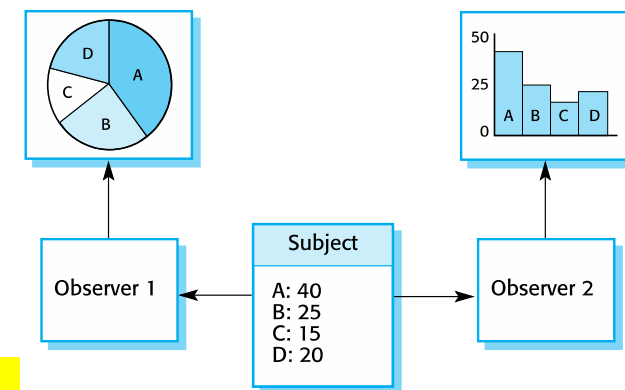 D
A
C
B
50
25
0
A B C D
Observer 1
Subject
A: 40
B: 25
C: 15
D: 20
Observer 2